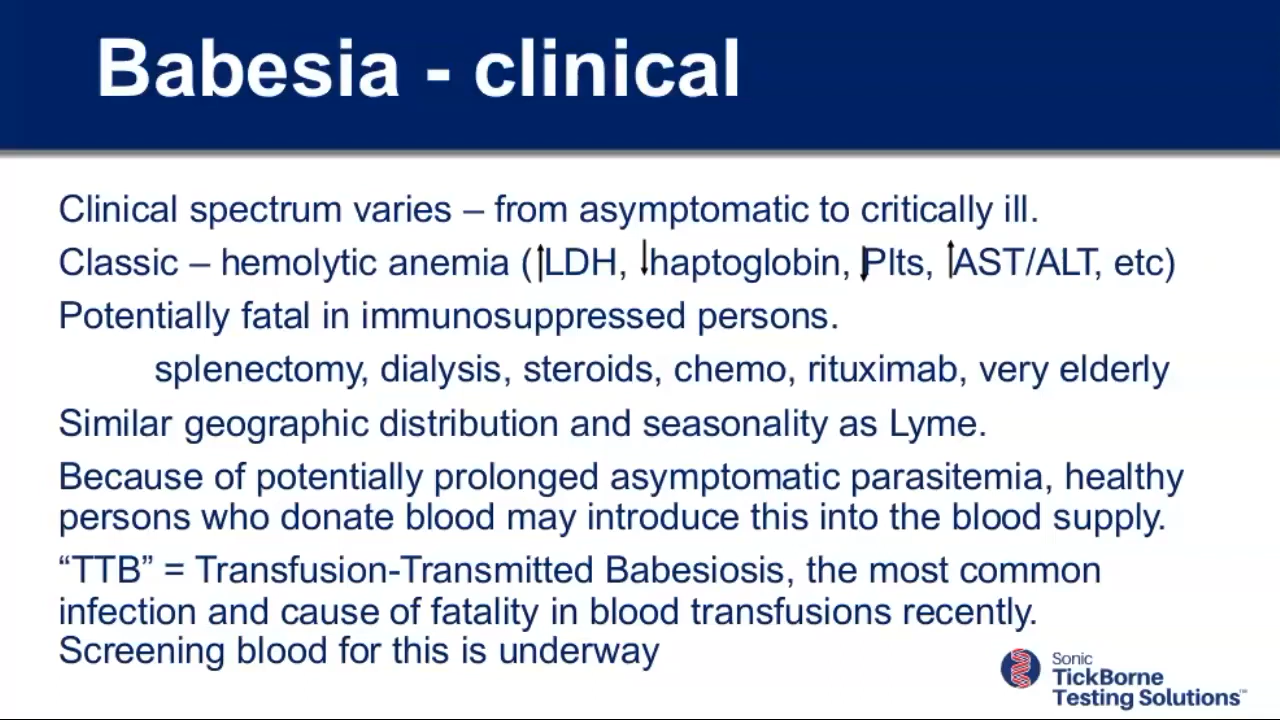 Babesia - clinical
Clinical spectrum varies – from asymptomatic to critically ill.
Classic – hemolytic anemia (↑LDH, ↓haptoglobin, ↓Plts, ↑AST/ALT, etc)
Potentially fatal in immunosuppressed persons.
splenectomy, dialysis, steroids, chemo, rituximab, very elderly
Similar geographic distribution and seasonality as Lyme.
Because of potentially prolonged asymptomatic parasitemia, healthy
persons who donate blood may introduce this into the blood supply.
“TTB” = Transfusion-Transmitted Babesiosis, the most common
infection and cause of fatality in blood transfusions recently.
Screening blood for this is underway
Sonic
TickBorne
Testing Solutions™